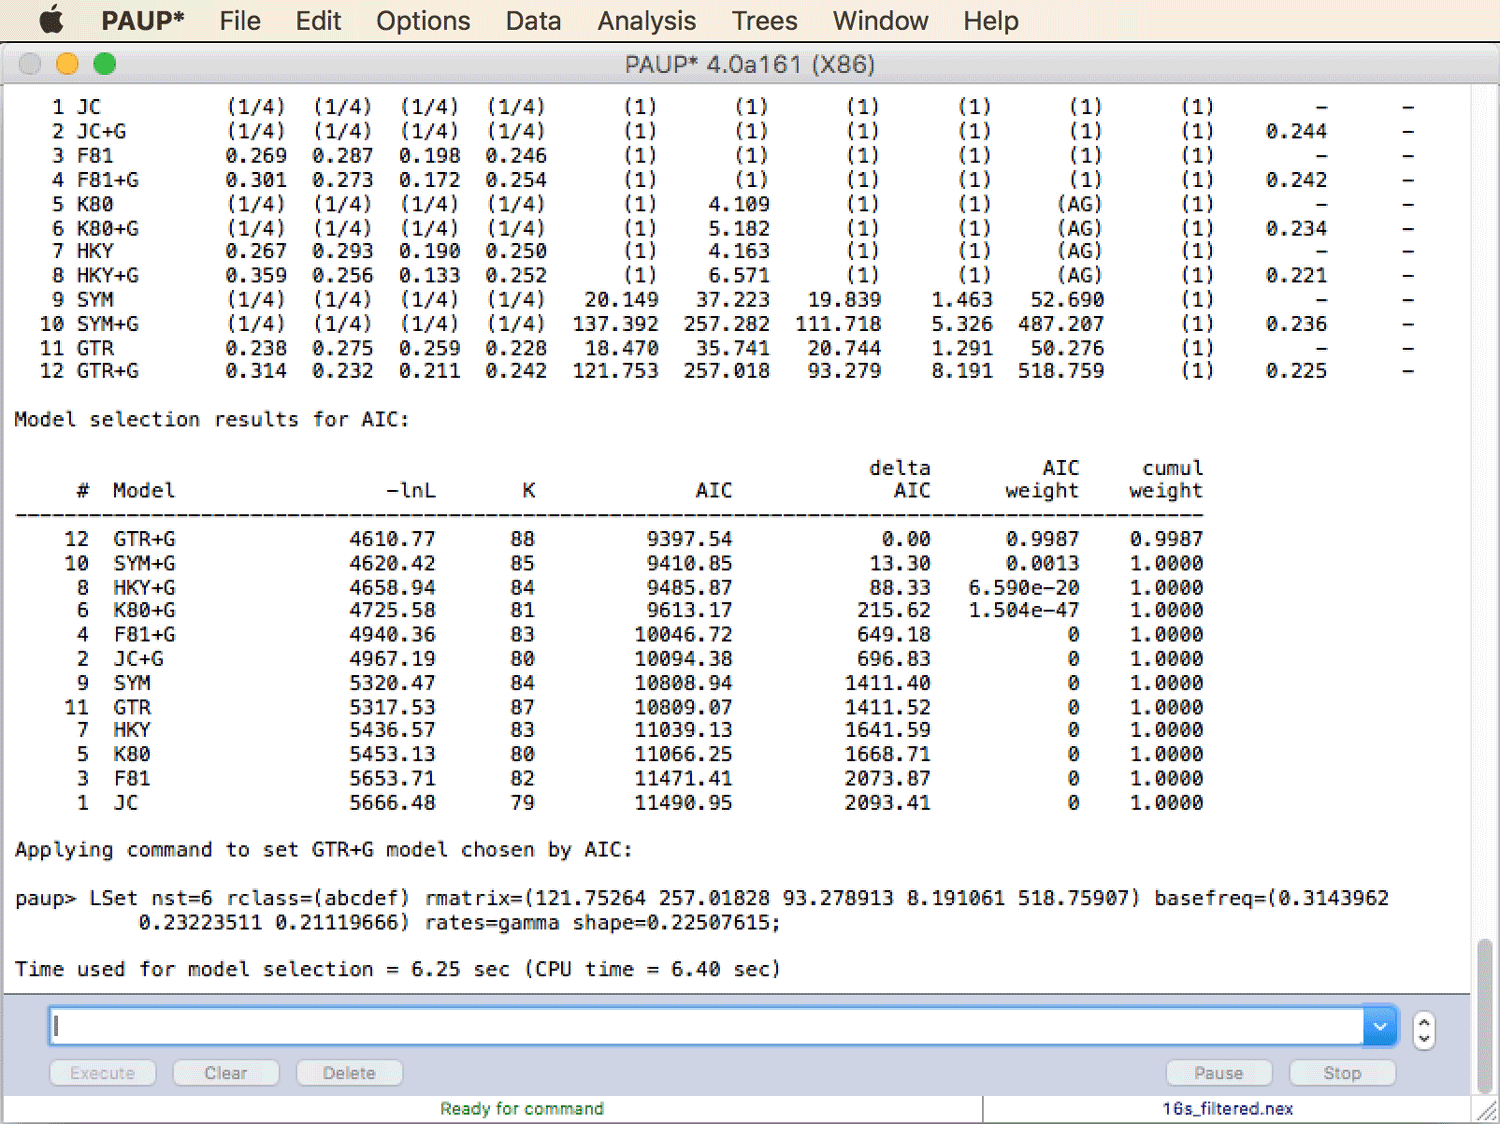 PAUP* File Edit Options Data Analysis Trees Window Help
PAUP* 4.0a161 (X86)
1 JC (1/4) (1/4) (1/4) (1/4) (1) (1) (1) (1) (1) (1) – –
2 JC+G (1/4) (1/4) (1/4) (1/4) (1) (1) (1) (1) (1) (1) 0.244 –
3 F81 0.269 0.287 0.198 0.246 (1) (1) (1) (1) (1) (1) – –
4 F81+G 0.301 0.273 0.172 0.254 (1) (1) (1) (1) (1) (1) 0.242 –
5 K80 (1/4) (1/4) (1/4) (1/4) (1) 4.109 (1) (1) (AG) (1) – –
6 K80+G (1/4) (1/4) (1/4) (1/4) (1) 5.182 (1) (1) (AG) (1) 0.234 –
7 HKY 0.267 0.293 0.190 0.250 (1) 4.163 (1) (1) (AG) (1) – –
8 HKY+G 0.359 0.256 0.133 0.252 (1) 6.571 (1) (1) (AG) (1) 0.221 –
9 SYM (1/4) (1/4) (1/4) (1/4) 20.149 37.223 19.839 1.463 52.690 (1) – –
10 SYM+G (1/4) (1/4) (1/4) (1/4) 137.392 257.282 111.718 5.326 487.207 (1) 0.236 –
11 GTR 0.238 0.275 0.259 0.228 18.470 35.741 20.744 1.291 50.276 (1) – –
12 GTR+G 0.314 0.232 0.211 0.242 121.753 257.018 93.279 8.191 518.759 (1) 0.225 –
Model selection results for AIC:
delta AIC cumul
# Model -lnL K AIC AIC weight weight
12 GTR+G 4610.77 88 9397.54 0.00 0.9987 0.9987
10 SYM+G 4620.42 85 9410.85 13.30 0.0013 1.0000
8 HKY+G 4658.94 84 9485.87 88.33 6.590e-20 1.0000
6 K80+G 4725.58 81 9613.17 215.62 1.504e-47 1.0000
4 F81+G 4940.36 83 10046.72 649.18 0 1.0000
2 JC+G 4967.19 80 10094.38 696.83 0 1.0000
9 SYM 5320.47 84 10808.94 1411.40 0 1.0000
11 GTR 5317.53 87 10809.07 1411.52 0 1.0000
7 HKY 5436.57 83 11039.13 1641.59 0 1.0000
5 K80 5453.13 80 11066.25 1668.71 0 1.0000
3 F81 5653.71 82 11471.41 2073.87 0 1.0000
1 JC 5666.48 79 11490.95 2093.41 0 1.0000
Applying command to set GTR+G model chosen by AIC:
paup> LSet nst=6 rclass=(abcdef) rmatrix=(121.75264 257.01828 93.278913 8.191061 518.75907) basefreq=(0.3143962
0.23223511 0.21119666) rates=gamma shape=0.22507615;
Time used for model selection = 6.25 sec (CPU time = 6.40 sec)
Execute Clear Delete Pause Stop
Ready for command 16s_filtered.nex